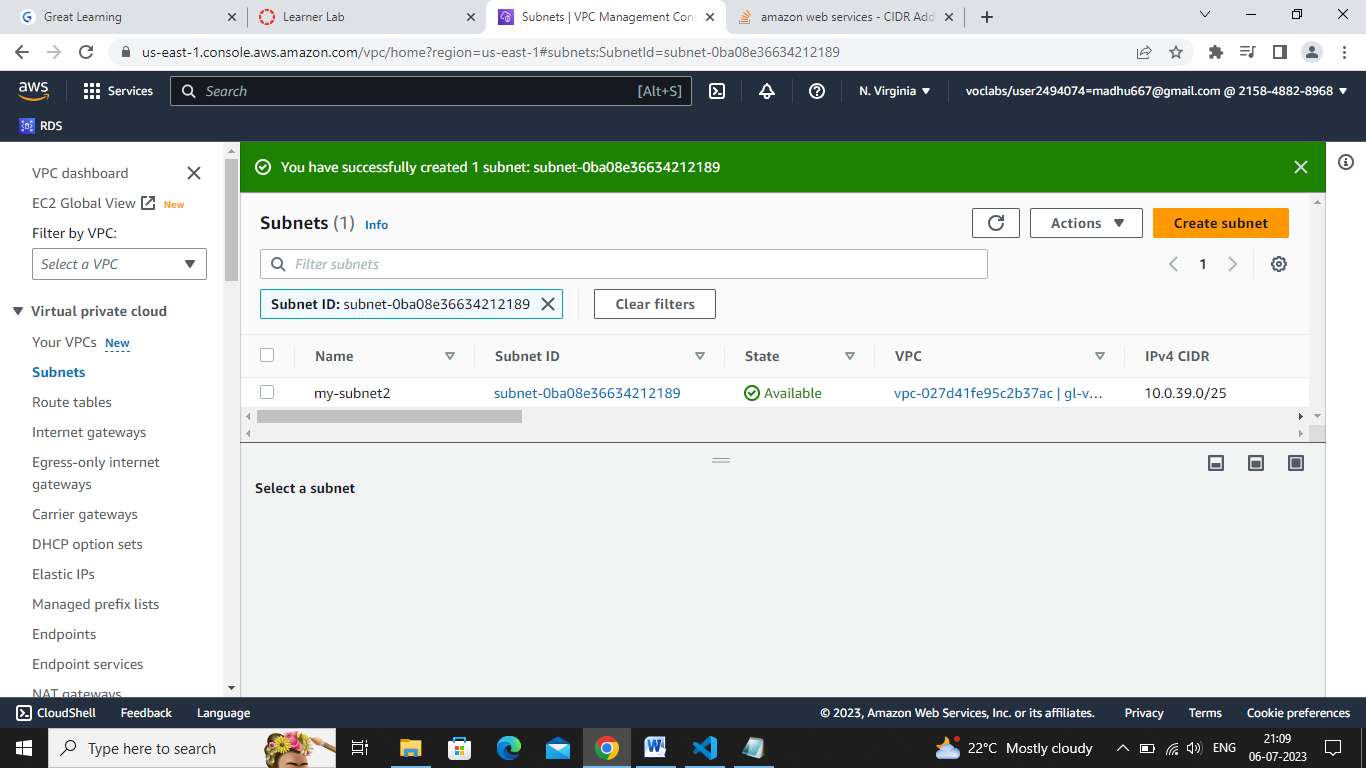 Great Learning
Learner Lab
Subnets | VPC Management Cons
amazon web services - CIDR Add
us-east-1.console.aws.amazon.com/vpc/home?region=us-east-1#subnets:SubnetId=subnet-0ba08e36634212189
aws
Services
Search
[Alt+S]
N. Virginia
voclabs/user2494074=madhu667@gmail.com @ 2158-4882-8968
RDS
VPC dashboard
EC2 Global View New
Filter by VPC:
Select a VPC
Virtual private cloud
Your VPCs New
Subnets
Route tables
Internet gateways
Egress-only internet
gateways
Carrier gateways
DHCP option sets
Elastic IPs
Managed prefix lists
Endpoints
Endpoint services
NAT gateways
You have successfully created 1 subnet: subnet-0ba08e36634212189
Subnets (1) Info
Actions
Create subnet
Filter subnets
1
Subnet ID: subnet-0ba08e36634212189
Clear filters
Name Subnet ID State VPC IPv4 CIDR
my-subnet2 subnet-0ba08e36634212189 Available vpc-027d41fe95c2b37ac | gl-v… 10.0.39.0/25
Select a subnet
CloudShell Feedback Language
© 2023, Amazon Web Services, Inc. or its affiliates. Privacy Terms Cookie preferences
Type here to search
22°C Mostly cloudy
ENG
21:09
06-07-2023